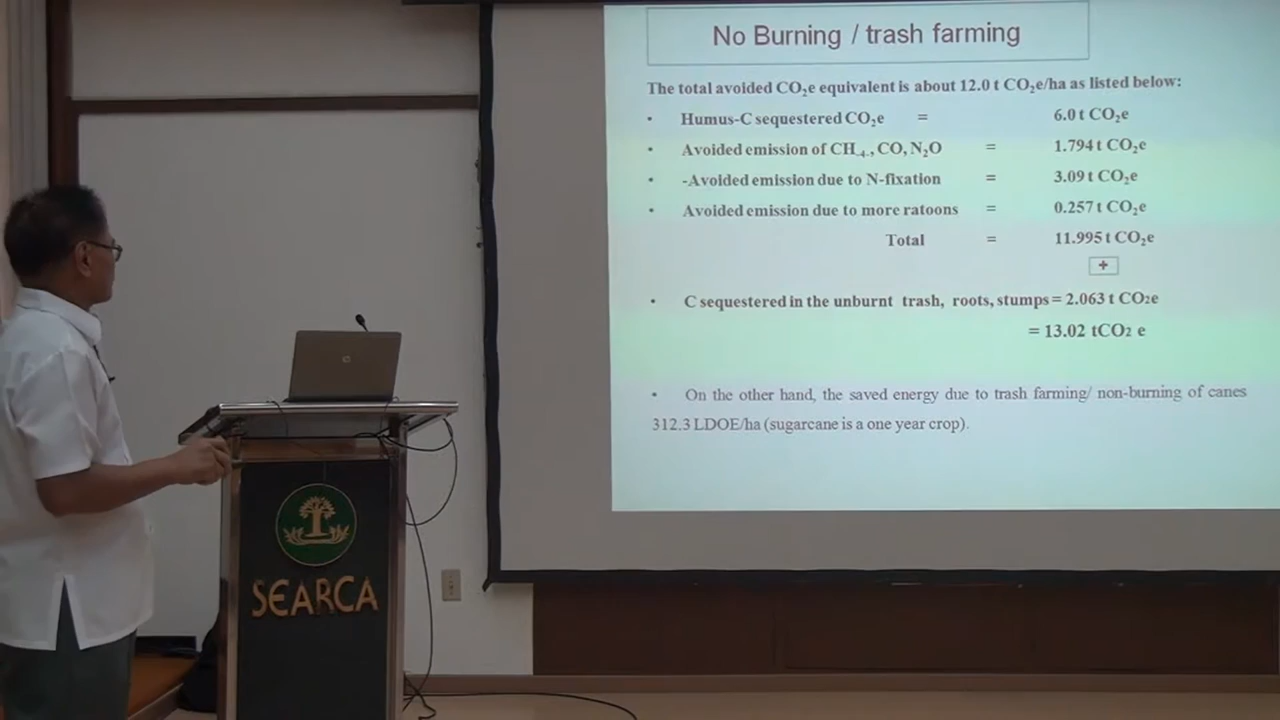 No Burning / trash farming
The total avoided CO₂e equivalent is about 12.0 t CO₂e/ha as listed below:
• Humus-C sequestered CO₂e = 6.0 t CO₂e
• Avoided emission of CH₄, CO, N₂O = 1.794 t CO₂e
• -Avoided emission due to N-fixation = 3.09 t CO₂e
• Avoided emission due to more ratoons = 0.257 t CO₂e
Total = 11.995 t CO₂e
+
• C sequestered in the unburnt trash, roots, stumps = 2.063 t CO2e
= 13.02 tCO2 e
• On the other hand, the saved energy due to trash farming/ non-burning of canes
312.3 LDOE/ha (sugarcane is a one year crop).
SEARCA